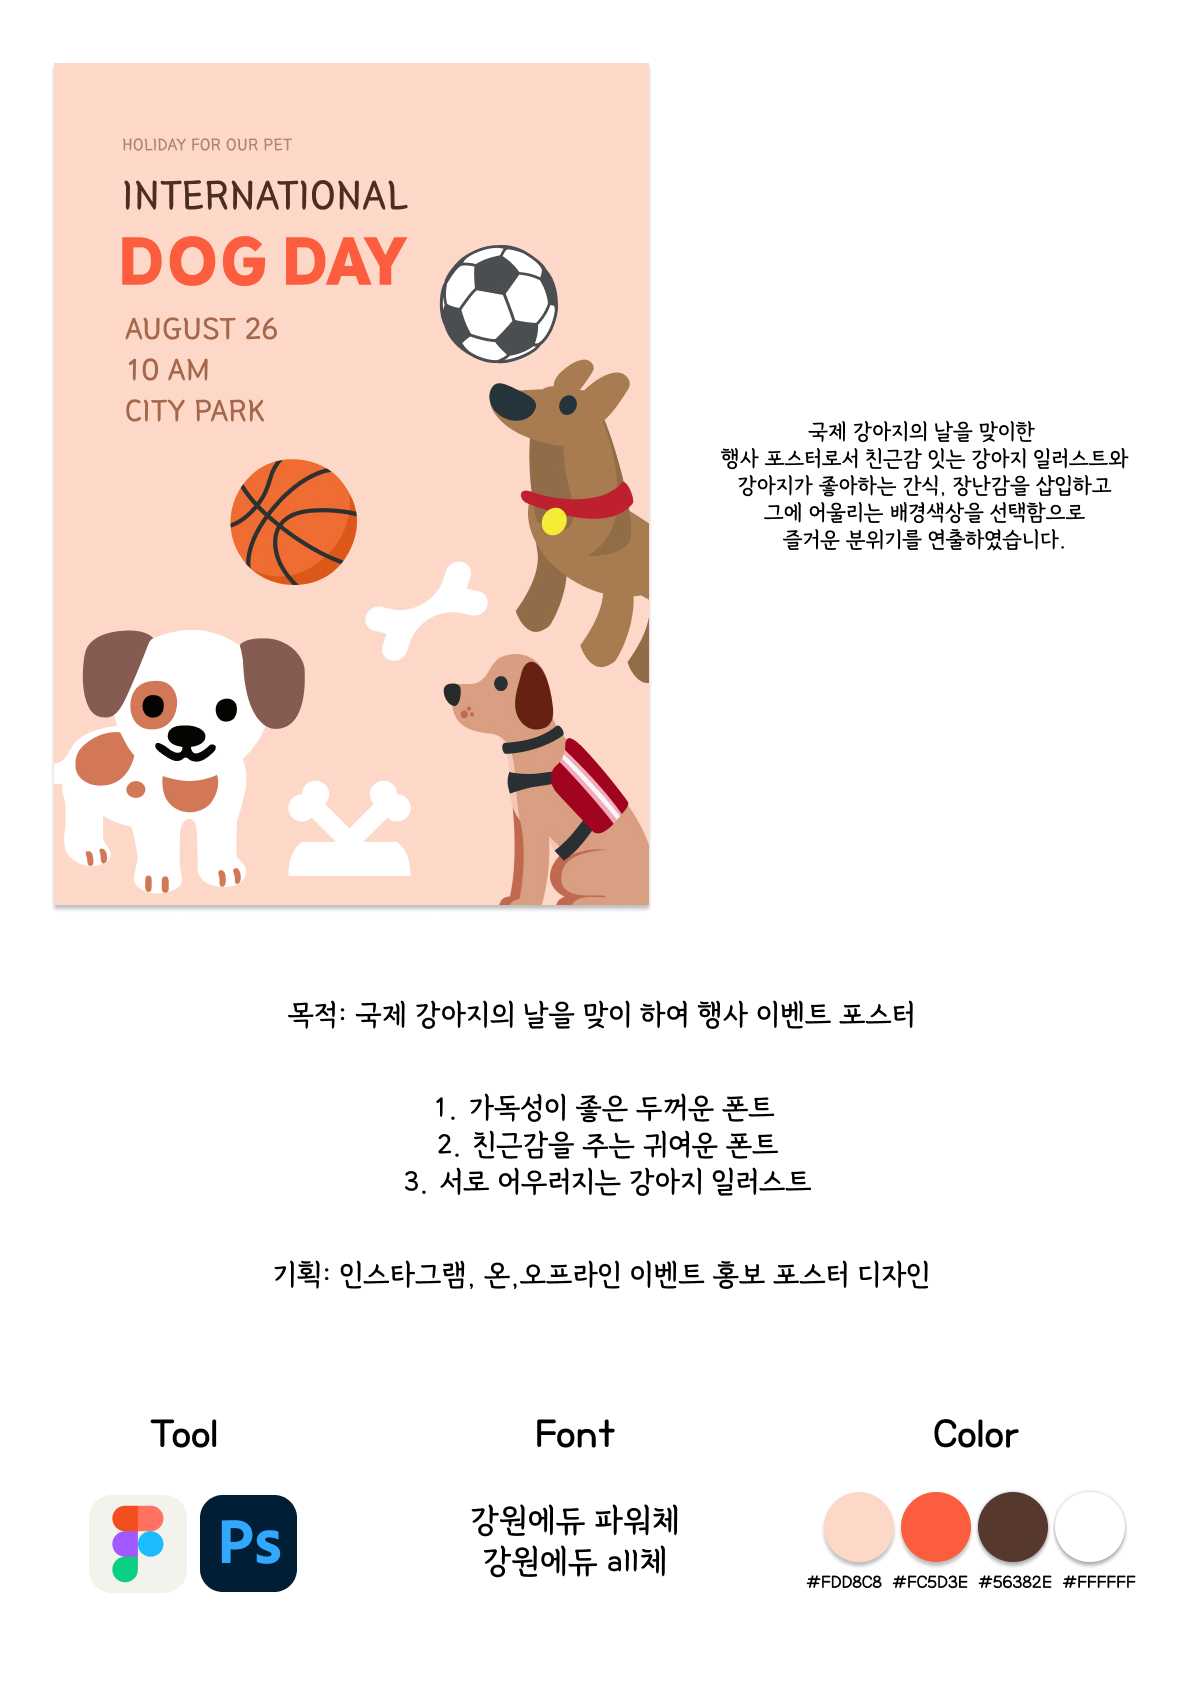 HOLIDAY FOR OUR PET
INTERNATIONAL
DOG DAY
AUGUST 26
10 AM
CITY PARK
국제 강아지의 날을 맞이한
행사 포스터로서 친근감 잇는 강아지 일러스트와
강아지가 좋아하는 간식, 장난감을 삽입하고
그에 어울리는 배경색상을 선택함으로
즐거운 분위기를 연출하였습니다.
목적: 국제 강아지의 날을 맞이 하여 행사 이벤트 포스터
1. 가독성이 좋은 두꺼운 폰트
2. 친근감을 주는 귀여운 폰트
3. 서로 어우러지는 강아지 일러스트
기획: 인스타그램, 온,오프라인 이벤트 홍보 포스터 디자인
Tool
Ps
Font
강원에듀 파워체
강원에듀 all체
Color
#FDD8C8 #FC5D3E #56382E #FFFFFF